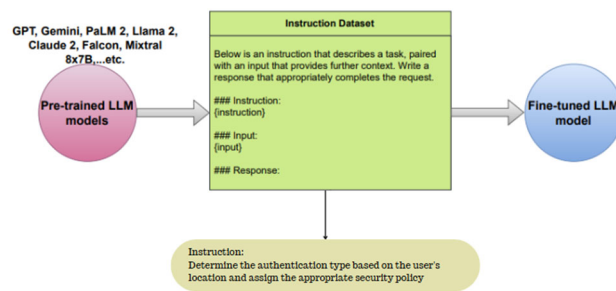 GPT, Gemini, PaLM 2, Llama 2,
Claude 2, Falcon, Mixtral
8x7B,...etc.
Pre-trained LLM
models
Instruction Dataset
Below is an instruction that describes a task, paired
with an input that provides further context. Write a
response that appropriately completes the request.
### Instruction:
{instruction}
### Input:
{input}
### Response:
Fine-tuned LLM
model
Instruction:
Determine the authentication type based on the user's
location and assign the appropriate security policy